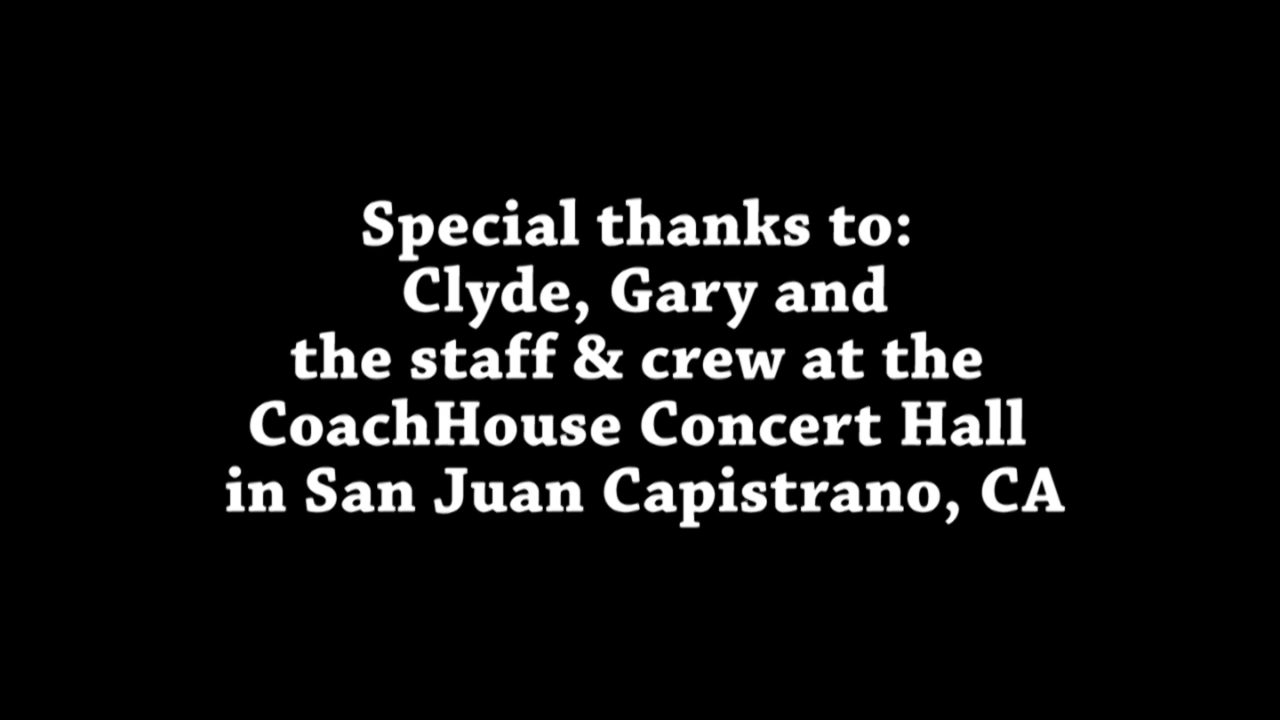 Special thanks to:
Clyde, Gary and
the staff & crew at the
CoachHouse Concert Hall
in San Juan Capistrano, CA